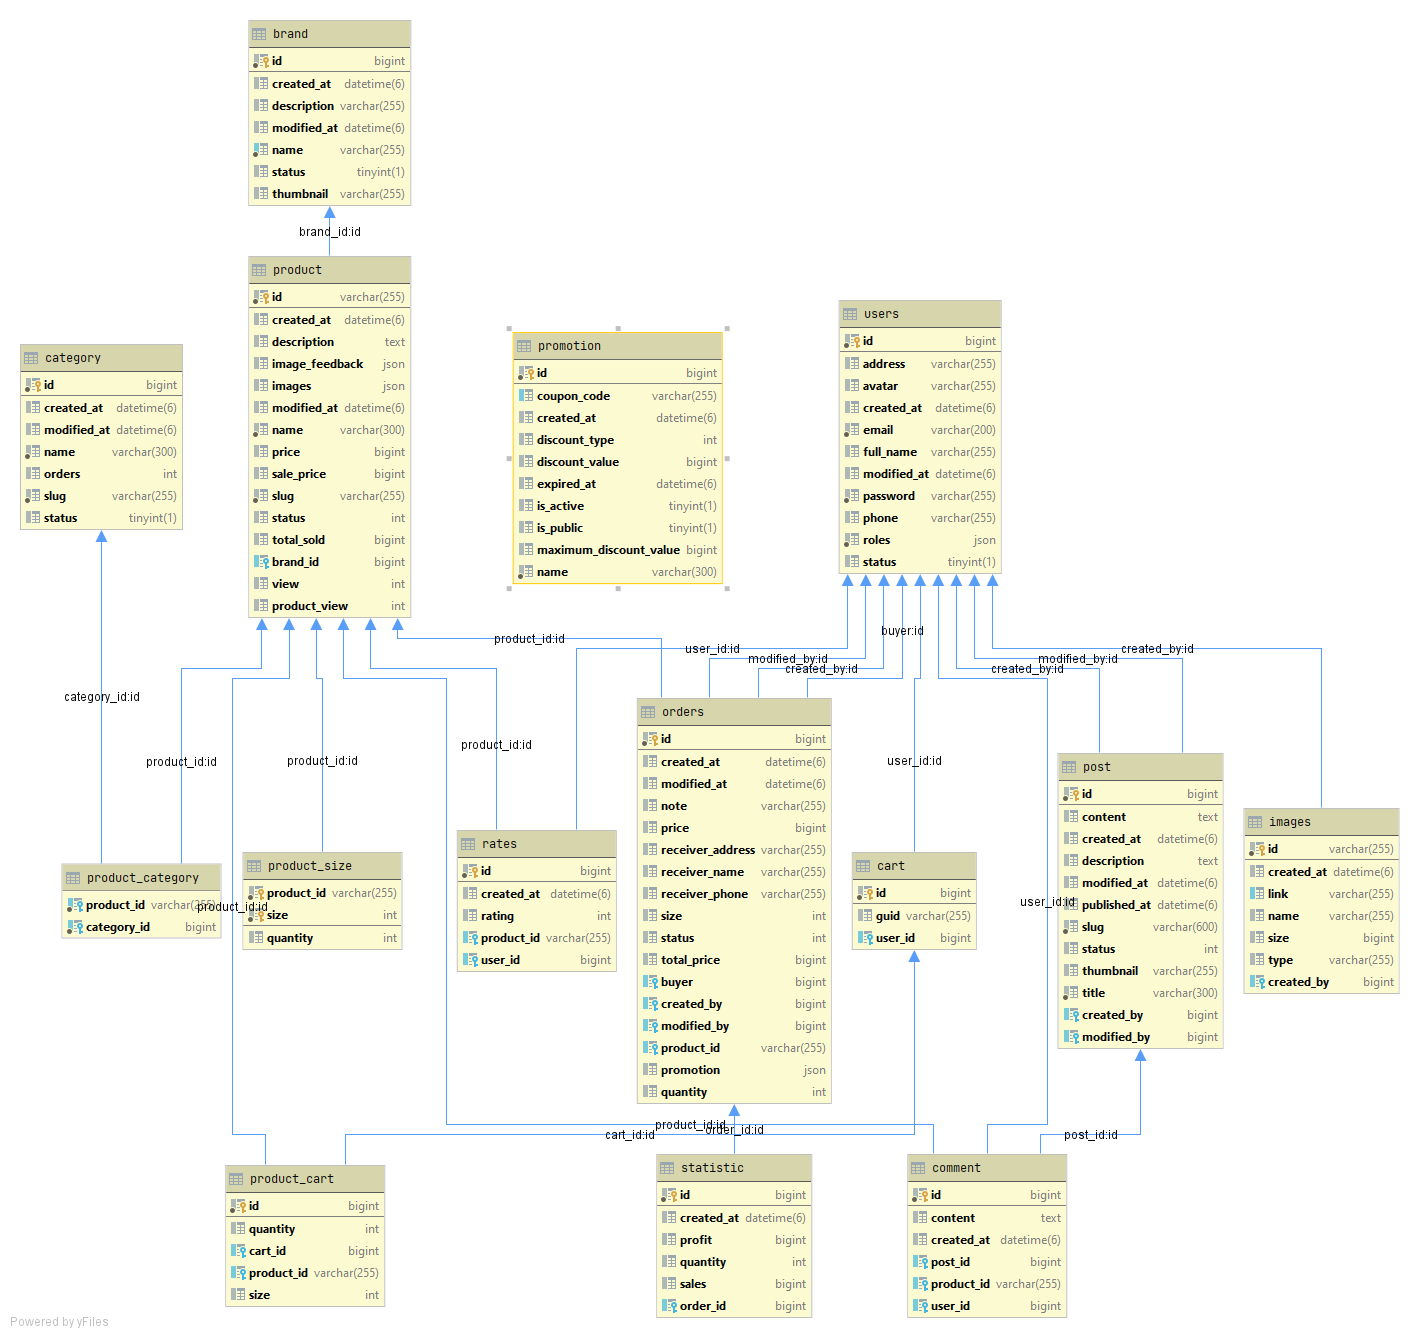 brand
id bigint
created_at datetime(6)
description varchar(255)
modified_at datetime(6)
name varchar(255)
status tinyint(1)
thumbnail varchar(255)
brand_id:id
product
id varchar(255)
created_at datetime(6)
description text
image_feedback json
images json
modified_at datetime(6)
name varchar(300)
price bigint
sale_price bigint
slug varchar(255)
status int
total_sold bigint
brand_id bigint
view int
product_view int
category
id bigint
created_at datetime(6)
modified_at datetime(6)
name varchar(300)
orders int
slug varchar(255)
status tinyint(1)
promotion
id bigint
coupon_code varchar(255)
created_at datetime(6)
discount_type int
discount_value bigint
expired_at datetime(6)
is_active tinyint(1)
is_public tinyint(1)
maximum_discount_value bigint
name varchar(300)
users
id bigint
address varchar(255)
avatar varchar(255)
created_at datetime(6)
email varchar(200)
full_name varchar(255)
modified_at datetime(6)
password varchar(255)
phone varchar(255)
roles json
status tinyint(1)
product_id:id
user_id:id
buyer:id
modified_by:id
created_by:id
created_by:id
modified_by:id
created_by:id
category_id:id
product_id:id
product_id:id
product_id:id
user_id:id
orders
id bigint
created_at datetime(6)
modified_at datetime(6)
note varchar(255)
price bigint
receiver_address varchar(255)
receiver_name varchar(255)
receiver_phone varchar(255)
size int
status int
total_price bigint
buyer bigint
created_by bigint
modified_by bigint
product_id varchar(255)
promotion json
quantity int
post
id bigint
content text
created_at datetime(6)
description text
modified_at datetime(6)
published_at datetime(6)
slug varchar(600)
status int
thumbnail varchar(255)
title varchar(300)
created_by bigint
modified_by bigint
images
id varchar(255)
created_at datetime(6)
link varchar(255)
name varchar(255)
size bigint
type varchar(255)
created_by bigint
rates
id bigint
created_at datetime(6)
rating int
product_id varchar(255)
user_id bigint
cart
id bigint
guid varchar(255)
user_id bigint
product_category
product_id varchar(255)
category_id bigint
product_id:id
product_size
product_id varchar(255)
size int
quantity int
user_id:id
product_id:id
cart_id:id
order_id:id
post_id:id
product_cart
id bigint
quantity int
cart_id bigint
product_id varchar(255)
size int
statistic
id bigint
created_at datetime(6)
profit bigint
quantity int
sales bigint
order_id bigint
comment
id bigint
content text
created_at datetime(6)
post_id bigint
product_id varchar(255)
user_id bigint
Powered by yFiles